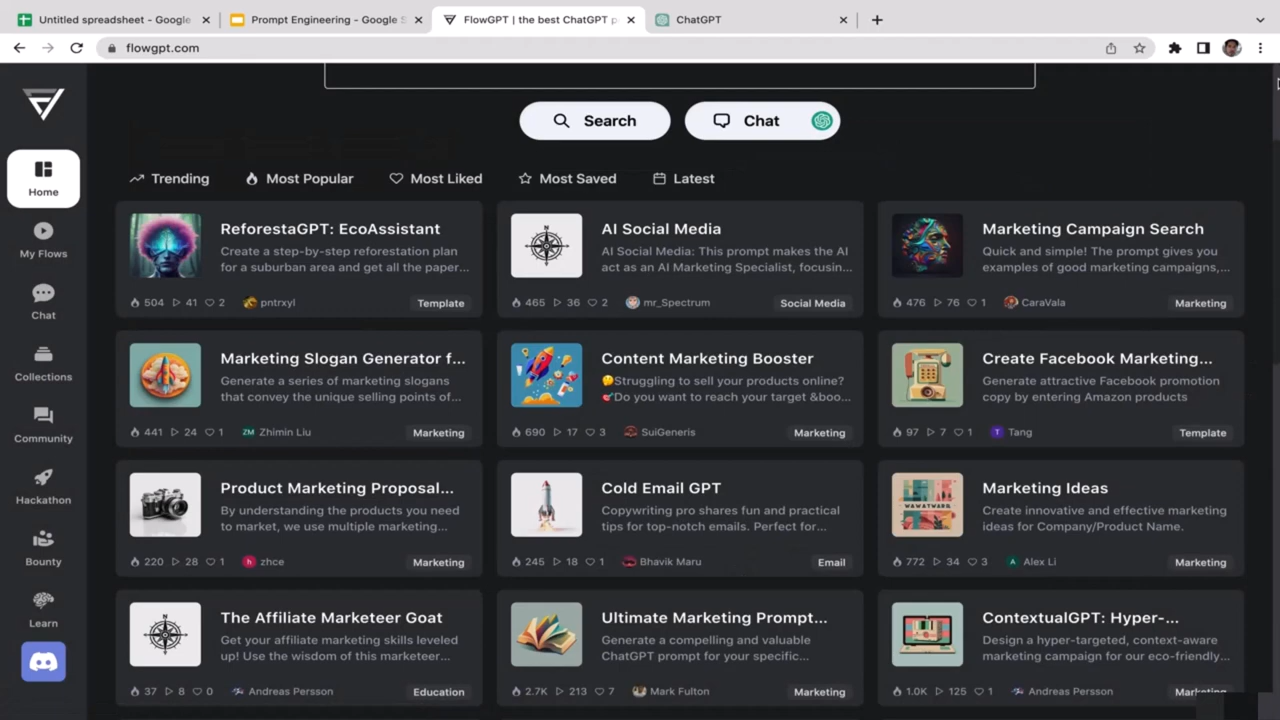 Untitled spreadsheet - Google
Prompt Engineering - Google S
FlowGPT | the best ChatGPT p
ChatGPT
flowgpt.com
Search
Chat
Home
My Flows
Chat
Collections
Community
Hackathon
Bounty
Learn
Trending
Most Popular
Most Liked
Most Saved
Latest
ReforestaGPT: EcoAssistant
Create a step-by-step reforestation plan
for a suburban area and get all the paper...
504 41 2 pntrxyl Template
AI Social Media
AI Social Media: This prompt makes the AI
act as an AI Marketing Specialist, focusin...
465 36 2 mr_Spectrum Social Media
Marketing Campaign Search
Quick and simple! The prompt gives you
examples of good marketing campaigns,...
476 76 1 CaraVala Marketing
Marketing Slogan Generator f...
Generate a series of marketing slogans
that convey the unique selling points of...
441 24 1 ZM Zhimin Liu Marketing
Content Marketing Booster
🤔Struggling to sell your products online?
🎯Do you want to reach your target &boo...
690 17 3 SuiGeneris Marketing
Create Facebook Marketing...
Generate attractive Facebook promotion
copy by entering Amazon products
97 7 1 T Tang Template
Product Marketing Proposal...
By understanding the products you need
to market, we use multiple marketing...
220 28 1 h zhce Marketing
Cold Email GPT
Copywriting pro shares fun and practical
tips for top-notch emails. Perfect for...
245 18 1 Bhavik Maru Email
Marketing Ideas
Create innovative and effective marketing
ideas for Company/Product Name.
772 34 3 A Alex Li Marketing
The Affiliate Marketeer Goat
Get your affiliate marketing skills leveled
up! Use the wisdom of this marketeer...
37 8 0 Andreas Persson Education
Ultimate Marketing Prompt...
Generate a compelling and valuable
ChatGPT prompt for your specific...
2.7K 213 7 Mark Fulton Marketing
ContextualGPT: Hyper-...
Design a hyper-targeted, context-aware
marketing campaign for our eco-friendly...
1.0K 125 1 Andreas Persson Marketing